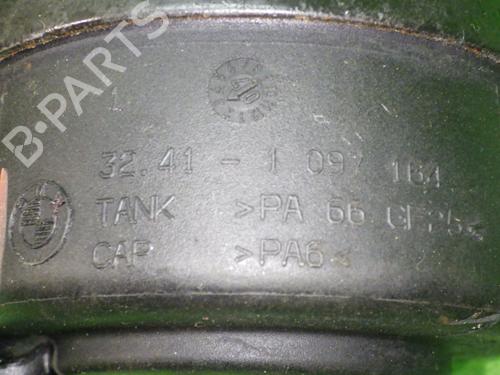 B-PARTS
32.41 - 1 097 164
TANK >PA 66 GF25<
CAP >PA6<